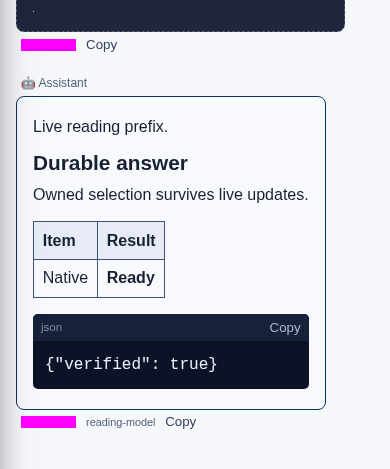 .
Copy
🤖 Assistant
Live reading prefix.
Durable answer
Owned selection survives live updates.
Item Result
Native Ready
json Copy
{"verified": true}
reading-model Copy